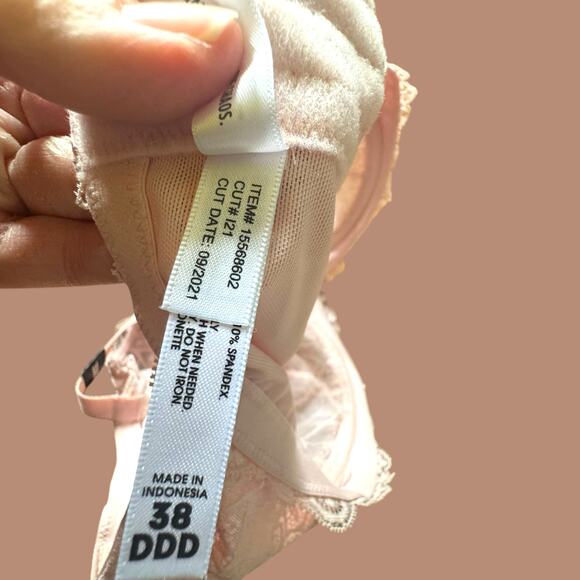 ITEM# 15568602
CUT# I21
CUT DATE: 09/2021
10% SPANDEX.
H WHEN NEEDED.
DO NOT IRON.
MADE IN
INDONESIA
38
DDD